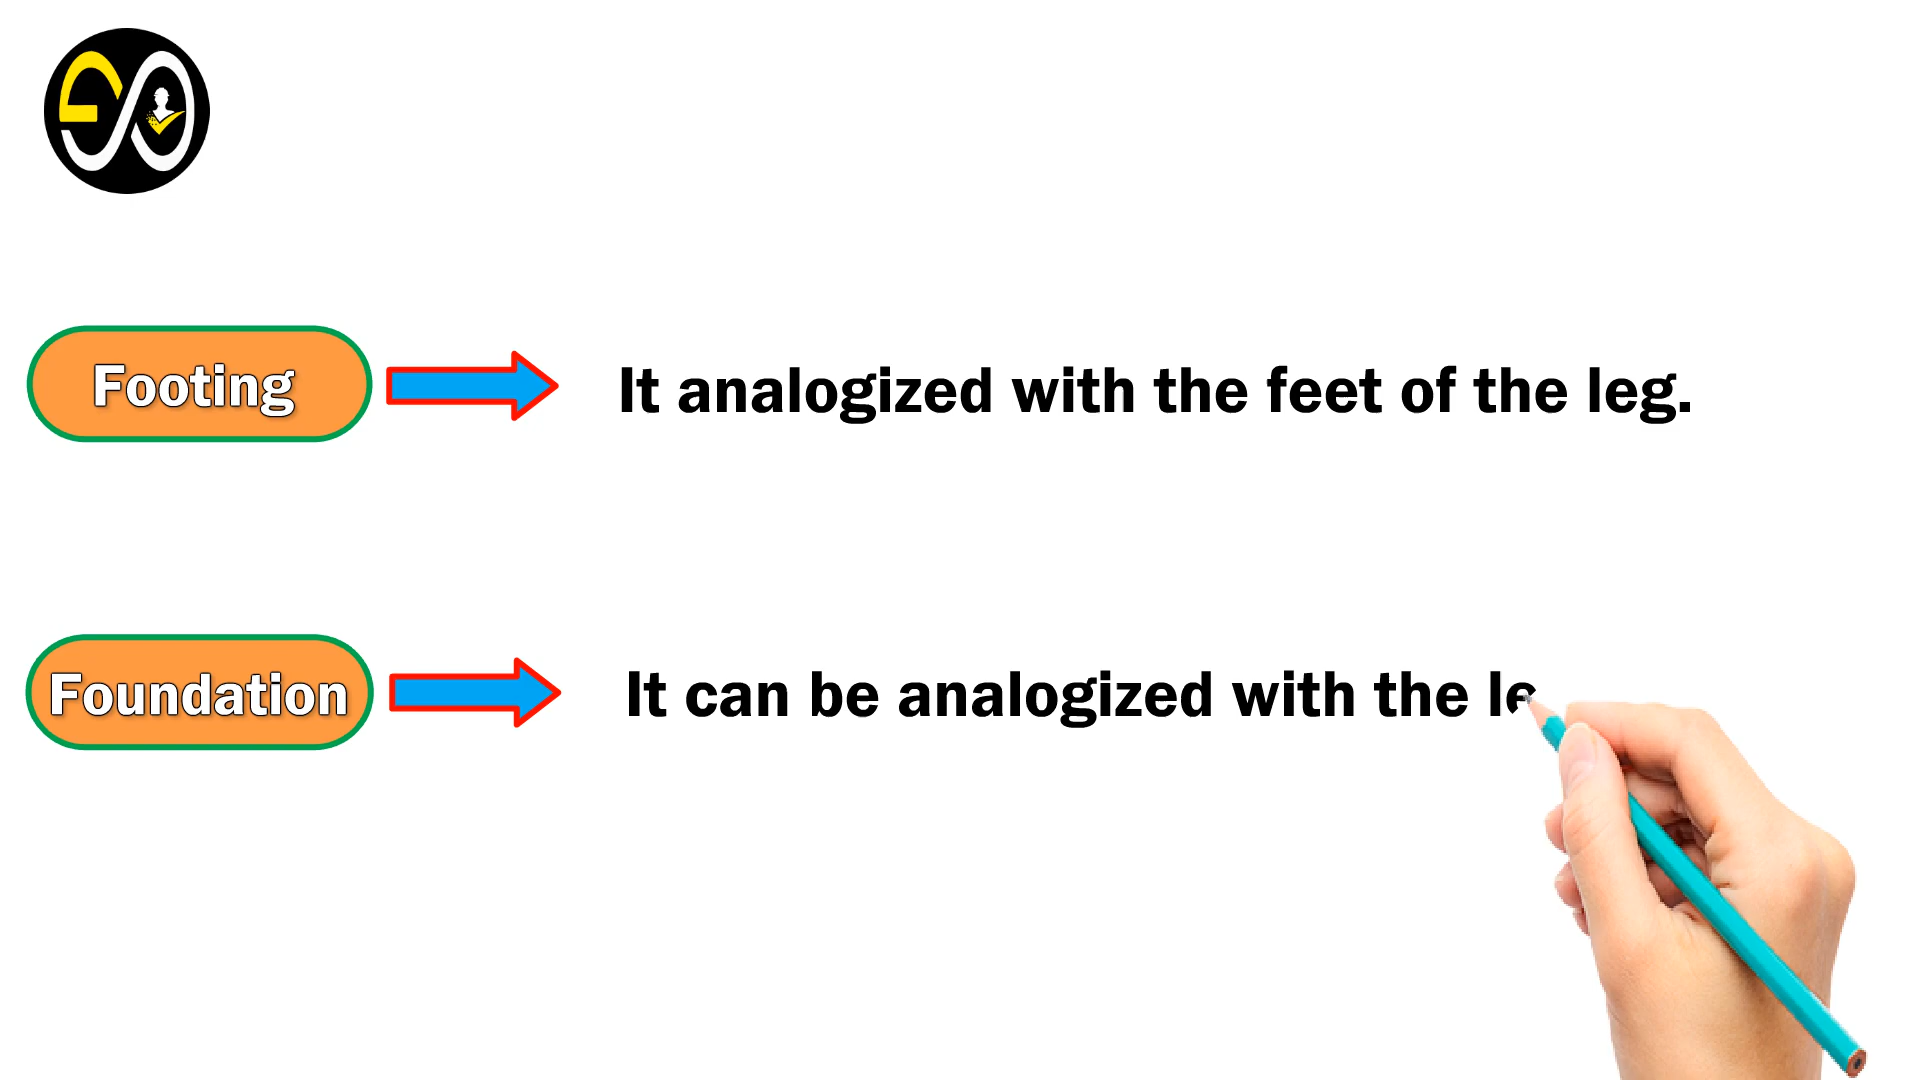 Footing
It analogized with the feet of the leg.
Foundation
It can be analogized with the le